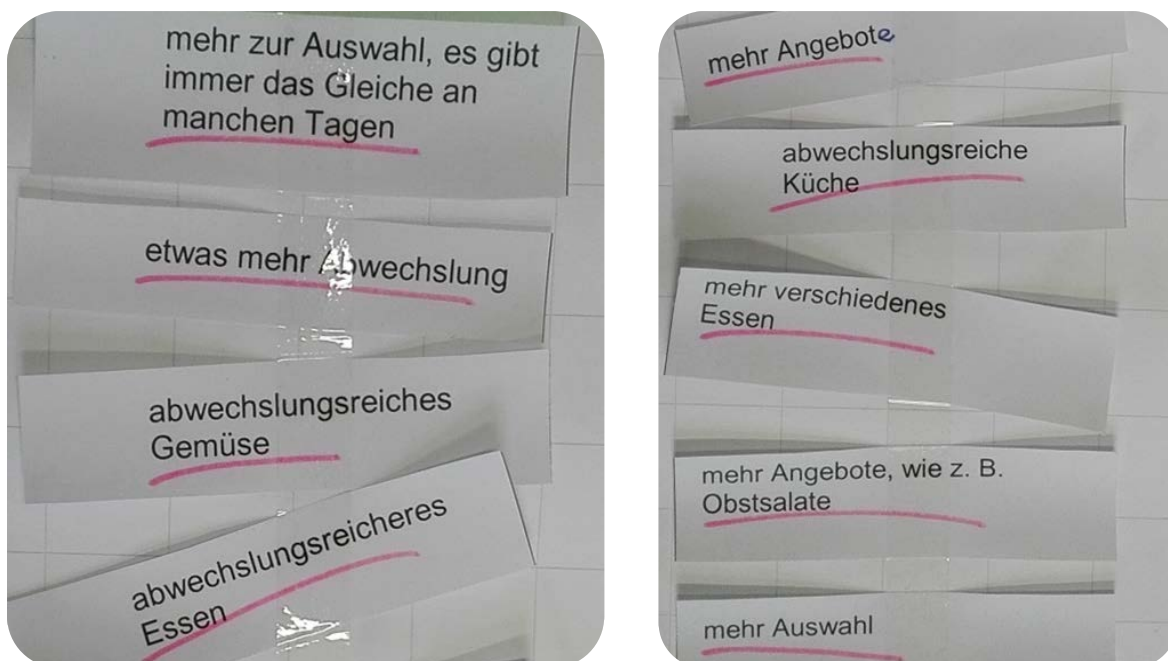 mehr zur Auswahl, es gibt
immer das Gleiche an
manchen Tagen
etwas mehr Abwechslung
abwechslungsreiches
Gemüse
abwechslungsreicheres
Essen
mehr Angebote
abwechslungsreiche
Küche
mehr verschiedenes
Essen
mehr Angebote, wie z. B.
Obstsalate
mehr Auswahl